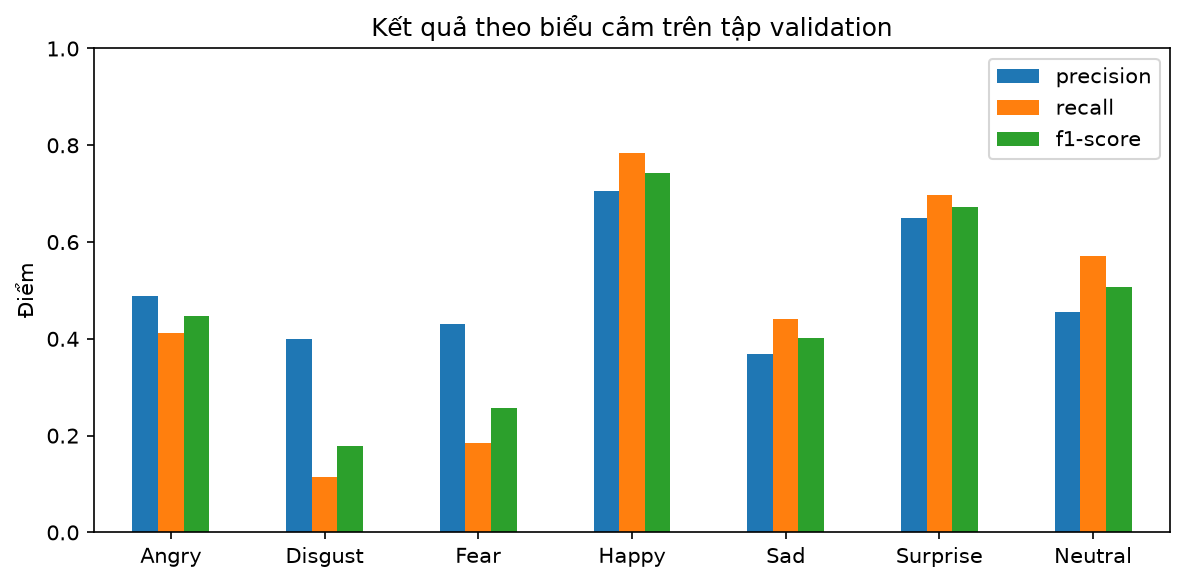 Kết quả theo biểu cảm trên tập validation
1.0
0.8
0.6
0.4
0.2
0.0
Điểm
precision
recall
f1-score
Angry
Disgust
Fear
Happy
Sad
Surprise
Neutral